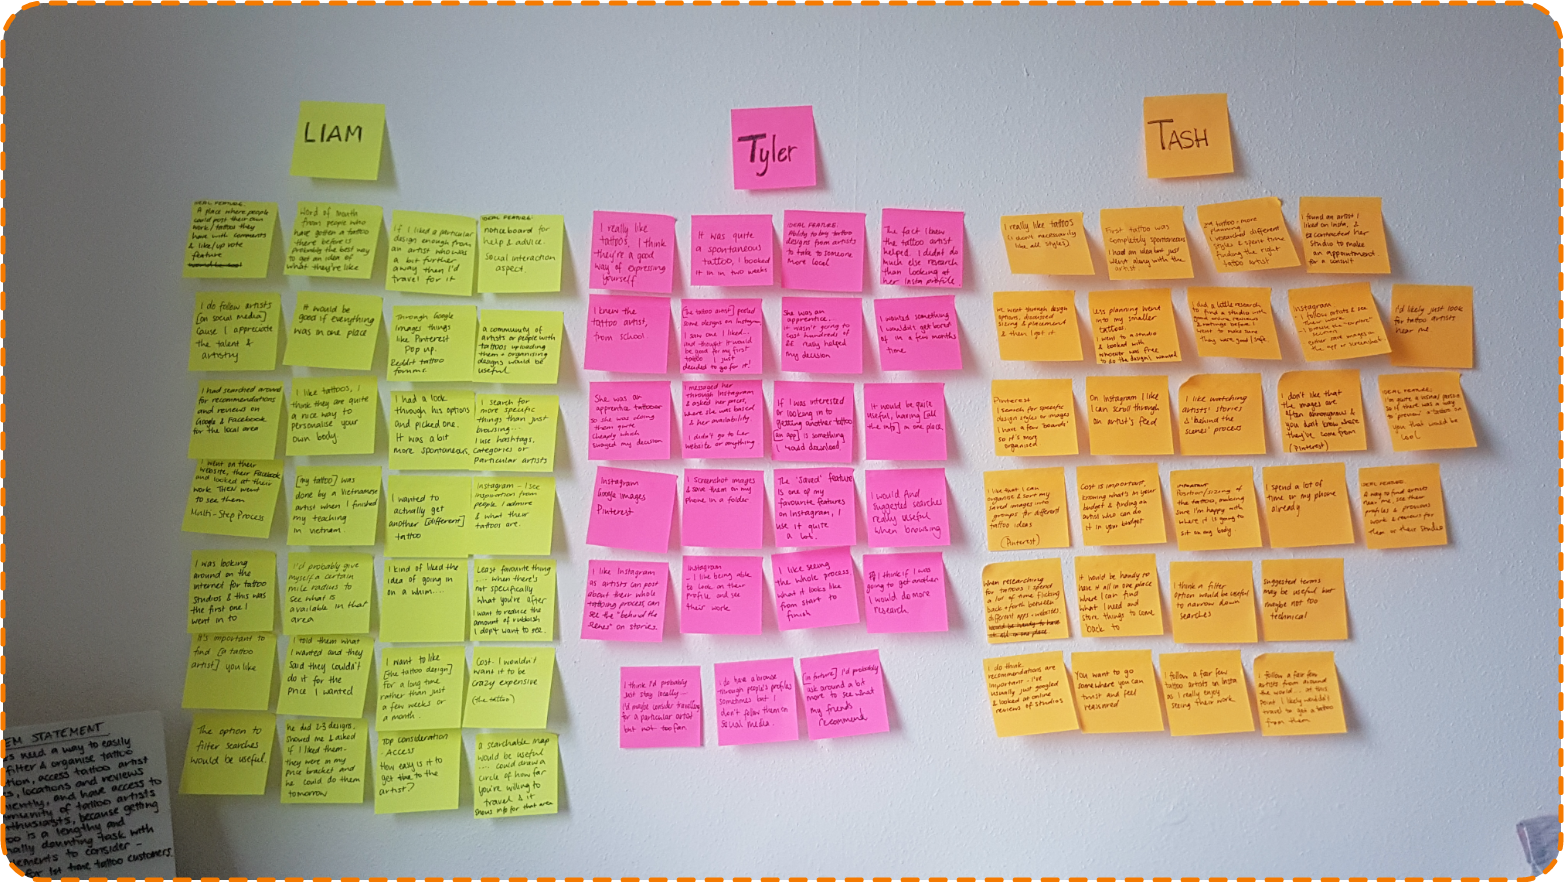 LIAM
IDEAL FEATURE:
A place where people
could post their own
work/tattoo they
have with comments
& like/up vote
feature
Word of mouth
from people who
have gotten a tattoo
there before is
probably the best way
to get an idea of
what they're like
If I liked a particular
design enough from
an artist who was
a bit further
away then I'd
travel for it
IDEAL FEATURE:
noticeboard for
help & advice.
Social interaction
aspect
I do follow artists
[on social media]
cause I appreciate
the talent &
artistry
It would be
good if everything
was in one place
Through Google
Images things
like Pinterest
Pop up.
Reddit tattoo
forums.
a community of
artists or people with
tattoos uploading
them & organising
designs would be
useful
I had searched around
for recommendations
and reviews on
Google & Facebook
for the local area
I like tattoos, I
think they are quite
a nice way to
personalise your
own body
I had a look
through his options
and picked one.
It was a bit
more spontaneous.
I search for
more specific
things than just
browsing...
I use hashtags,
categories or
particular artists
I went on their
website, their Facebook
and looked at their
work THEN went
to see them
Multi-Step Process
[my tattoo] was
done by a Vietnamese
artist when I finished
my teaching
in Vietnam.
I wanted to
actually get
another [different]
tattoo
Instagram - I see
inspiration from
people I admire
& what their
tattoos are
I was looking
around on the
internet for tattoo
studios & this was
the first one I
went in to
I'd probably give
myself a certain
mile radius to
see what is
available in that
area
I kind of liked the
idea of going in
on a whim....
Least favourite thing
.... when there's
not specifically
what you're after
I want to reduce the
amount of rubbish
I don't want to see.
It's important to
find [a tattoo
artist] you like
I told them what
I wanted and they
said they couldn't
do it for the
price I wanted
I want to like
[the tattoo design]
for a long time
rather than just
a few weeks or
a month.
Cost - I wouldn't
want it to be
crazy expensive
(the tattoo)
The option to
filter searches
would be useful.
he did 2-3 designs,
showed me & asked
if I liked them -
they were in my
price bracket and
he could do them
tomorrow
Top consideration
- Access
How easy is it to
get to the
artist?
a searchable map
would be useful
.... could draw a
circle of how far
you're willing to
travel & it
shows info for that area
Tyler
I really like
tattoos, I think
they're a good
way of expressing
yourself
It was quite
a spontaneous
tattoo, I booked
it in in two weeks
IDEAL FEATURE:
Ability to try tattoo
designs from artists
to take to someone
more local
The fact I knew
the tattoo artist
helped. I didn't do
much else research
than looking at
her insta profile.
I knew the
tattoo artist,
from school
[the tattoo artist] posted
some designs on Instagram,
I saw one I liked...
and thought it would
be good for my first
tattoo I just
decided to go for it!
She was an
apprentice...
it wasn't going to
cost hundreds of
££ really helped
my decision
I wanted something
I wouldn't get bored
of in a few months
time
She was an
apprentice tattooer
so she was doing
them quite
cheaply which
swayed my decision
I messaged her
through Instagram
& asked her price,
where she was based
& her availability.
I didn't go to her
website or anything
If I was interested
or looking in to
getting another tattoo
[an app] is something
I would download.
It would be quite
useful, having [all
the info] in one place.
Instagram
Google Images
Pinterest
I screenshot images
& save them on my
phone in a folder
The 'Saved' feature
is one of my
favourite features
on Instagram, I
use it quite
a lot.
I would find
suggested searches
really useful
when browsing
I like Instagram
as artists can post
about their whole
tattooing process can
see the "behind the
scenes" on stories.
Instagram
- I like being able
to look on their
profile and see
their work
I like seeing
the whole process,
what it looks like
from start to
finish
I think if I was
going to get another
I would do more
research
I think I'd probably
just stay locally -
I'd maybe consider travelling
for a particular artist
but not too far
I do have a browse
through people's profiles
sometimes but I
don't follow them on
social media.
[in future] I'd probably
ask around a bit
more to see what
my friends
recommend
TASH
I really like tattoos
(I don't necessarily
like all styles)
First tattoo was
completely spontaneous
I had an idea but just
went along with the
artist
2nd tattoo - more
planning
I researched different
styles & spent time
finding the right
tattoo artist
I found an artist I
liked on insta, &
contacted her
studio to make
an appointment
for a consult
We went through design
options, discussed
sizing & placement &
then I got it
Less planning went
into my smaller
tattoos.
I went to a studio
& booked with
whoever was free
to do the design I wanted
I did a little research
to find a studio with
good online reviews
& ratings before I
went to make sure
they were good/safe.
Instagram
I follow artists & see
their work
I'd likely just look
for tattoo artists
near me
Pinterest
I search for specific
design styles or images
I have a few 'boards'
so it's more
organised
On Instagram I like
I can scroll through
an artist's feed
I like watching
artists' stories
& 'behind the
scenes' process
I don't like that
the images are
often anonymous &
you don't know where
they're come from
(Pinterest)
IDEAL FEATURE:
I'm quite a visual person
so if there was a way
to 'preview' a tattoo on
you that would be
cool
I like that I can
organise & sort my
saved images into
groups for different
tattoo ideas
(Pinterest)
Cost is important,
knowing what's in your
budget & finding an
artist who can do
it in your budget
IMPORTANT
Position/sizing of
the tattoo, making
sure I'm happy with
where it is going to
sit on my body
I spend a lot of
time on my phone
already
IDEAL FEATURE
A way to find artists
near me, see their
profiles & previous
work & reviews for
them or their studio
When researching
for tattoos I spend
a lot of time flicking
back & forth between
different apps & websites.
It would be handy to
have it all in one place
where I can find
what I need and
store things to come
back to
I think a filter
option would be useful
to narrow down
searches
Suggested terms
may be useful but
maybe not too
technical
I do think
recommendations are
important - I've
usually just googled
& looked at online
reviews of studios
You want to go
somewhere you can
trust and feel
reassured
I follow a fair few
tattoo artists on Insta
as I really enjoy
seeing their work
I follow a fair few
artists from around
the world... at this
point I likely wouldn't
travel to get a tattoo
from them
EM STATEMENT
need a way to easily
filter & organise tattoo
tion, access tattoo artist
s, locations and reviews
ently, and have access to
munity of tattoo artists
thusiasts, because getting
oo is a lengthy and
ally daunting task with
lements to consider -
for 1st time tattoo customers.